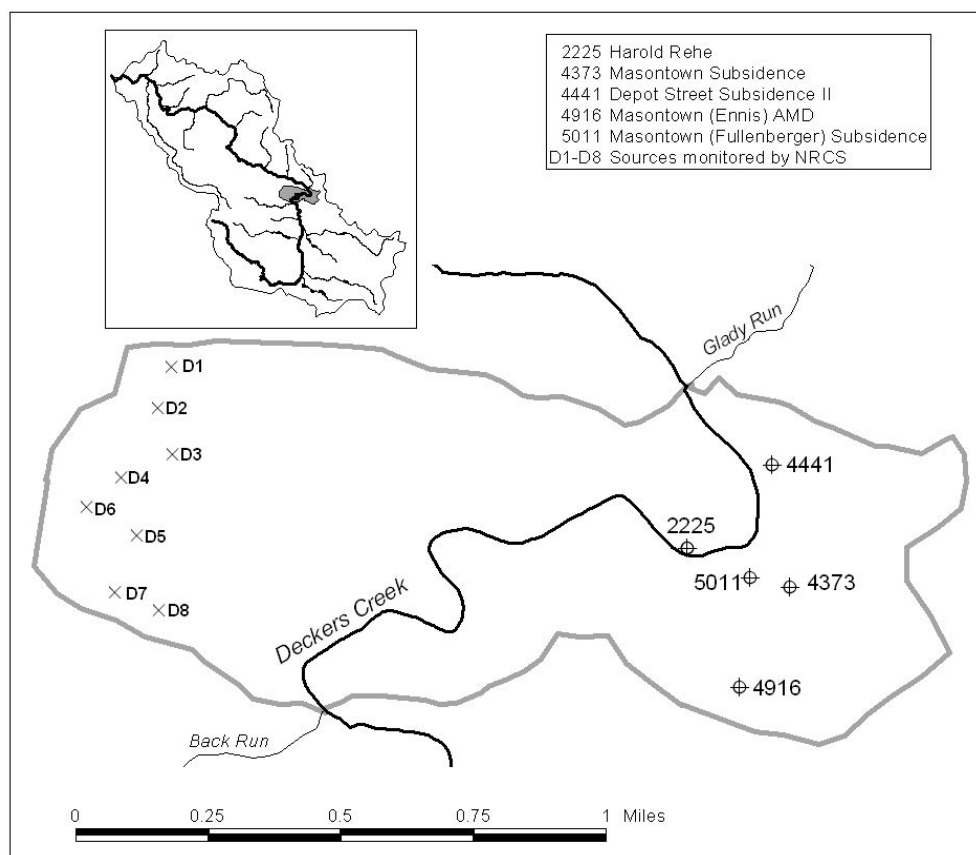 2225 Harold Rehe
4373 Masontown Subsidence
4441 Depot Street Subsidence II
4916 Masontown (Ennis) AMD
5011 Masontown (Fullenberger) Subsidence
D1-D8 Sources monitored by NRCS
Glady Run
D1
D2
D3
D4
D6
D5
D7
D8
4441
2225
5011
4373
4916
Deckers Creek
Back Run
0 0.25 0.5 0.75 1 Miles